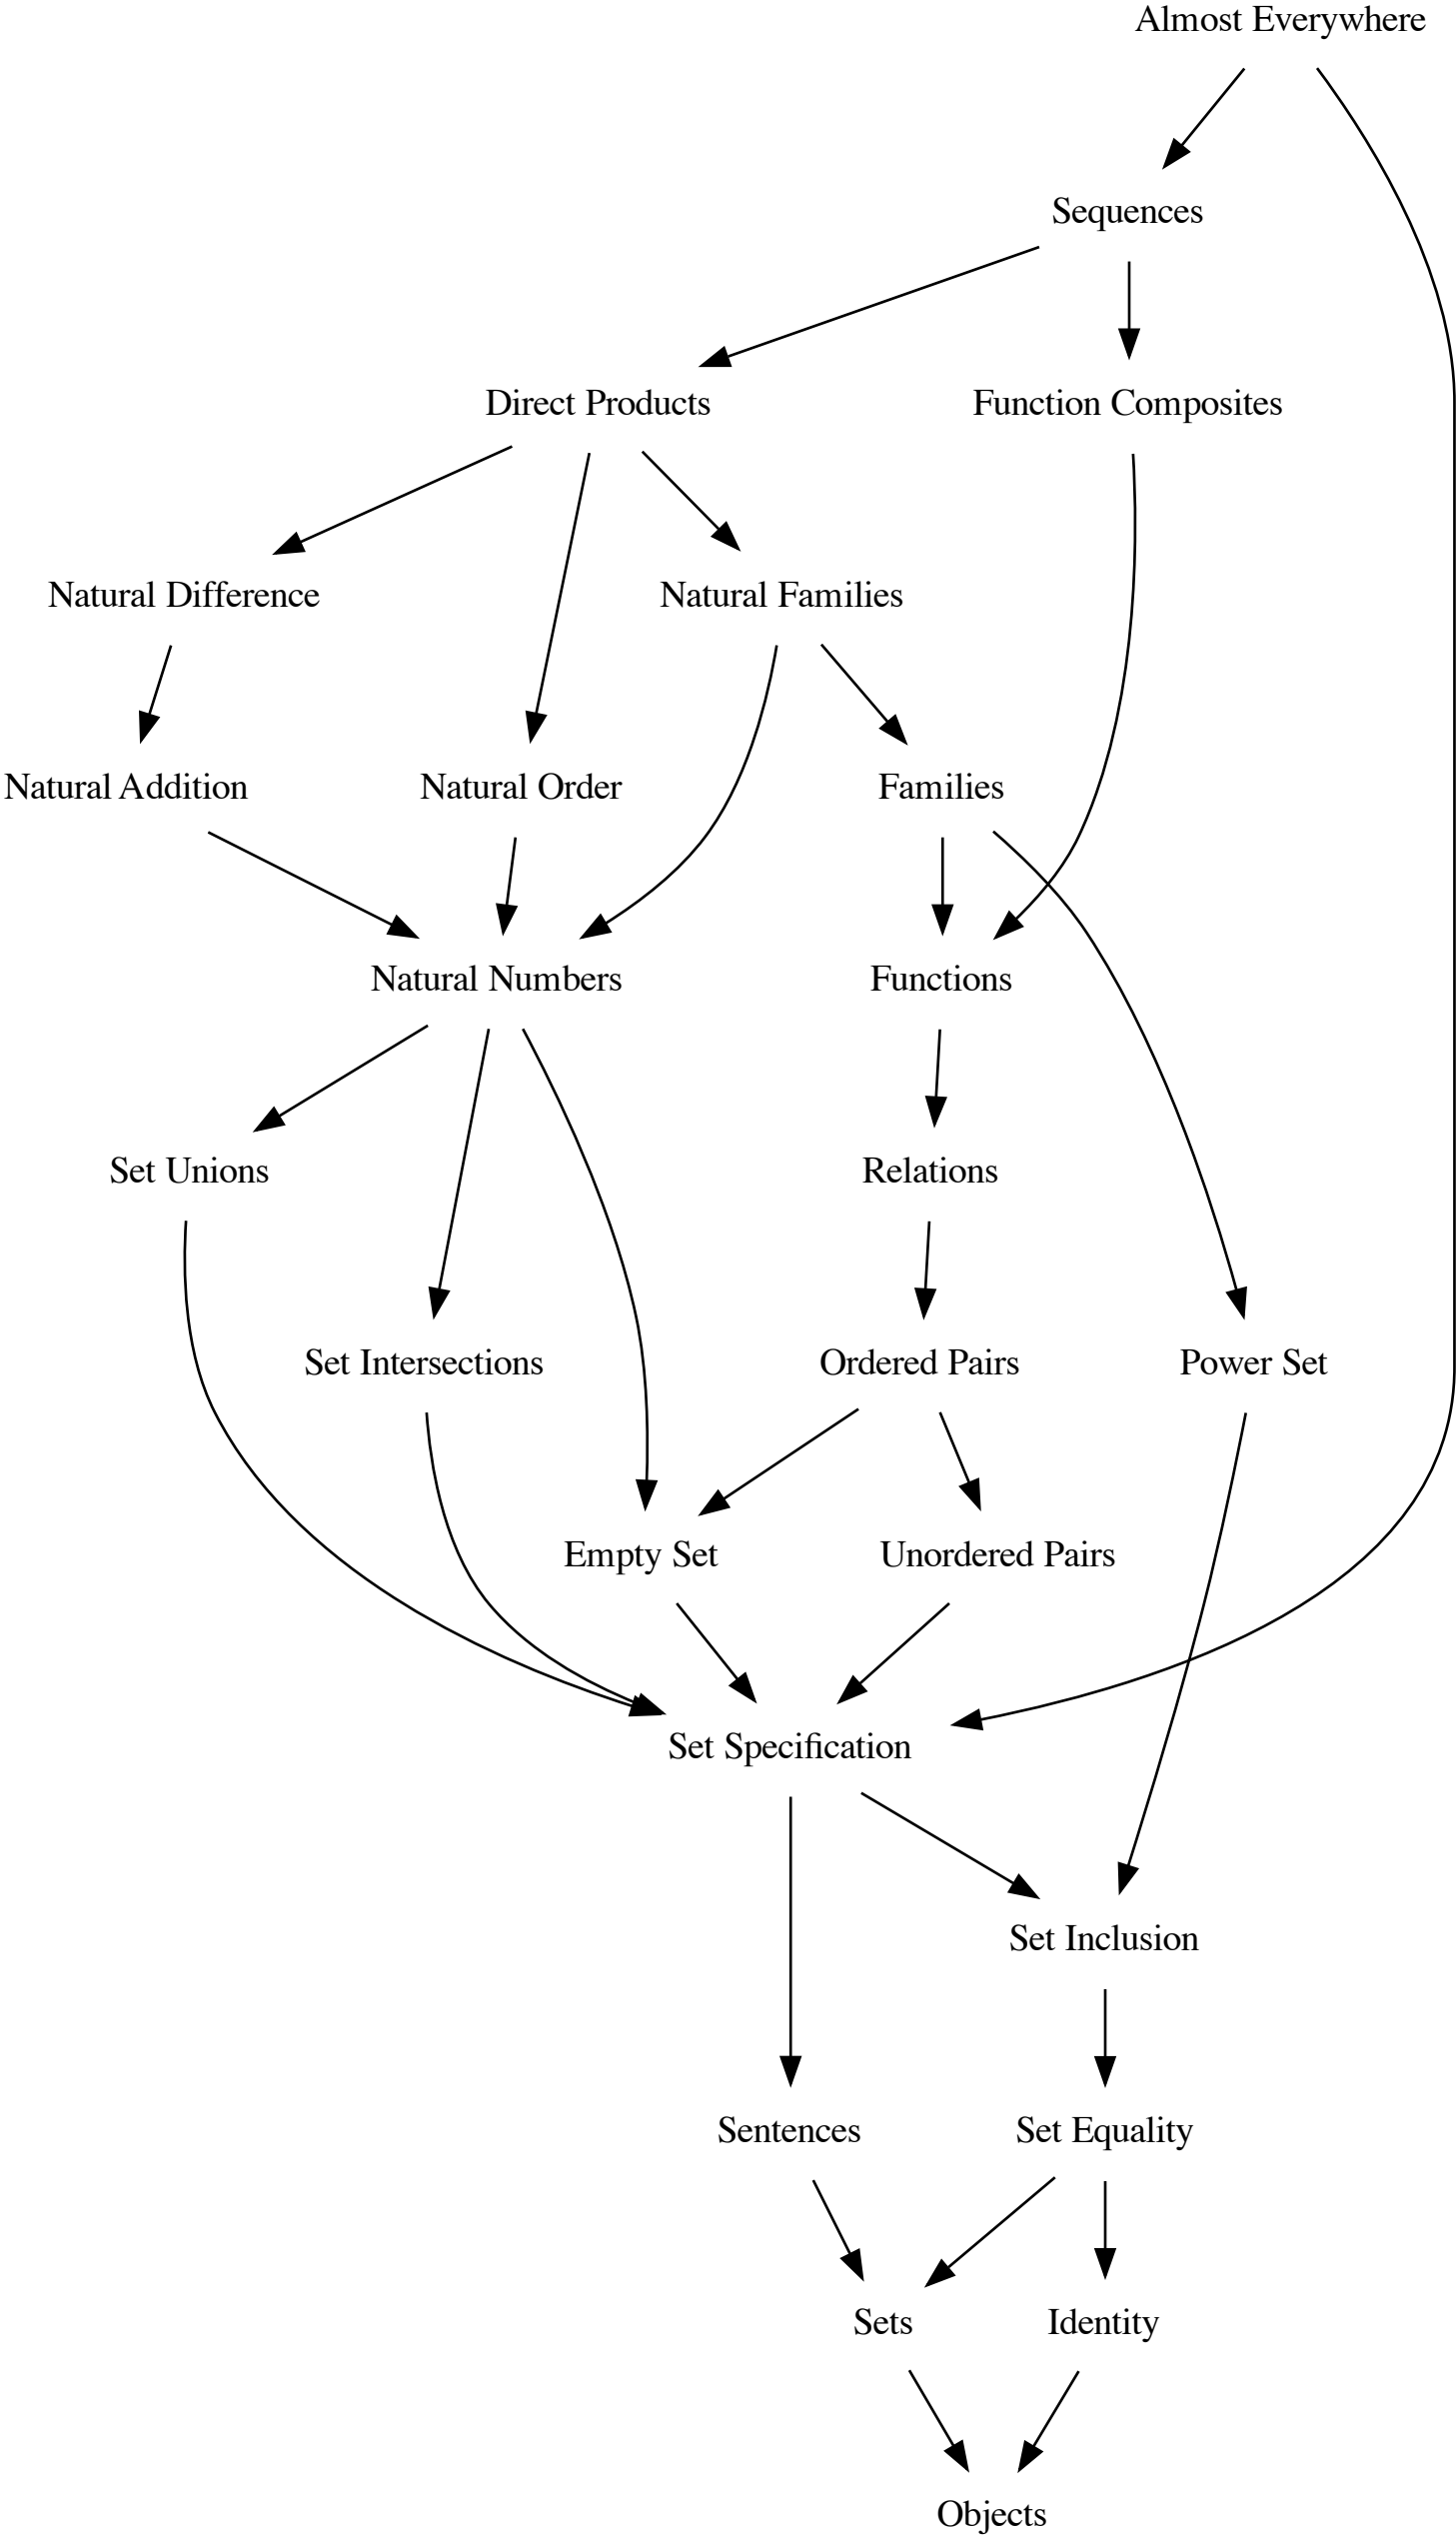 Almost Everywhere
Sequences
Direct Products
Function Composites
Natural Difference
Natural Families
Natural Addition
Natural Order
Families
Natural Numbers
Functions
Set Unions
Relations
Set Intersections
Ordered Pairs
Power Set
Empty Set
Unordered Pairs
Set Specification
Set Inclusion
Sentences
Set Equality
Sets
Identity
Objects